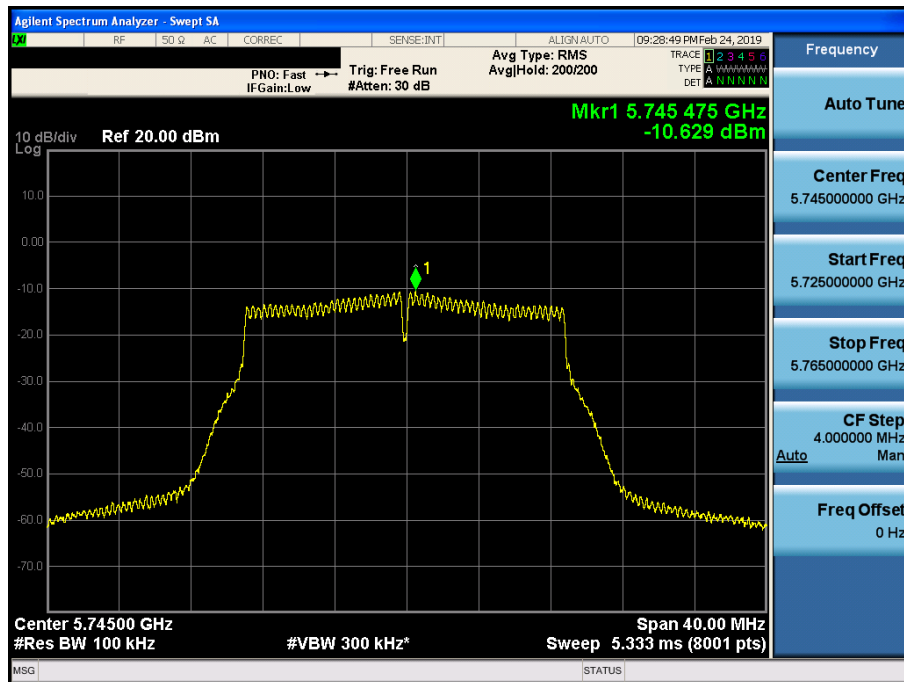 Agilent Spectrum Analyzer - Swept SA
LXI RF 50 Ω AC CORREC SENSE:INT ALIGN AUTO 09:28:49 PM Feb 24, 2019
Frequency
PNO: Fast Trig: Free Run Avg Type: RMS TRACE 1 2 3 4 5 6
IFGain:Low #Atten: 30 dB Avg|Hold: 200/200 TYPE A WWWWW
DET A N N N N N
Auto Tune
Mkr1 5.745 475 GHz
-10.629 dBm
10 dB/div Ref 20.00 dBm
Log
10.0
0.00
-10.0
-20.0
-30.0
-40.0
-50.0
-60.0
-70.0
1
Center Freq
5.745000000 GHz
Start Freq
5.725000000 GHz
Stop Freq
5.765000000 GHz
CF Step
4.000000 MHz
Auto Man
Freq Offset
0 Hz
Center 5.74500 GHz Span 40.00 MHz
#Res BW 100 kHz #VBW 300 kHz* Sweep 5.333 ms (8001 pts)
MSG STATUS